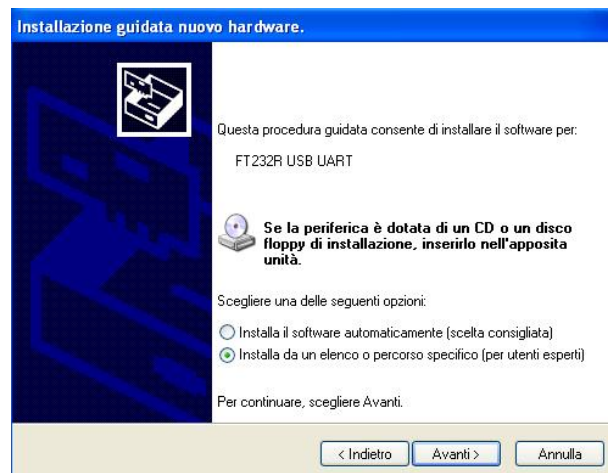 Installazione guidata nuovo hardware.
Questa procedura guidata consente di installare il software per:
FT232R USB UART
Se la periferica è dotata di un CD o un disco
floppy di installazione, inserirlo nell'apposita
unità.
Scegliere una delle seguenti opzioni:
Installa il software automaticamente (scelta consigliata)
Installa da un elenco o percorso specifico (per utenti esperti)
Per continuare, scegliere Avanti.
< Indietro Avanti > Annulla